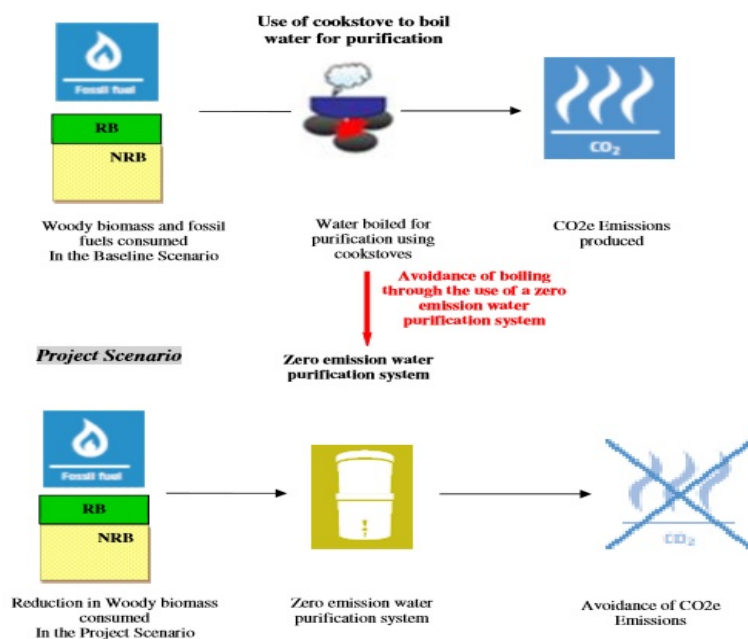 Use of cookstove to boil
water for purification
Fossil fuel
RB
NRB
CO₂
Woody biomass and fossil
fuels consumed
In the Baseline Scenario
Water boiled for
purification using
cookstoves
CO2e Emissions
produced
Avoidance of boiling
through the use of a zero
emission water
purification system
Project Scenario
Zero emission water
purification system
Fossil fuel
RB
NRB
CO₂
Reduction in Woody biomass
consumed
In the Project Scenario
Zero emission water
purification system
Avoidance of CO2e
Emissions